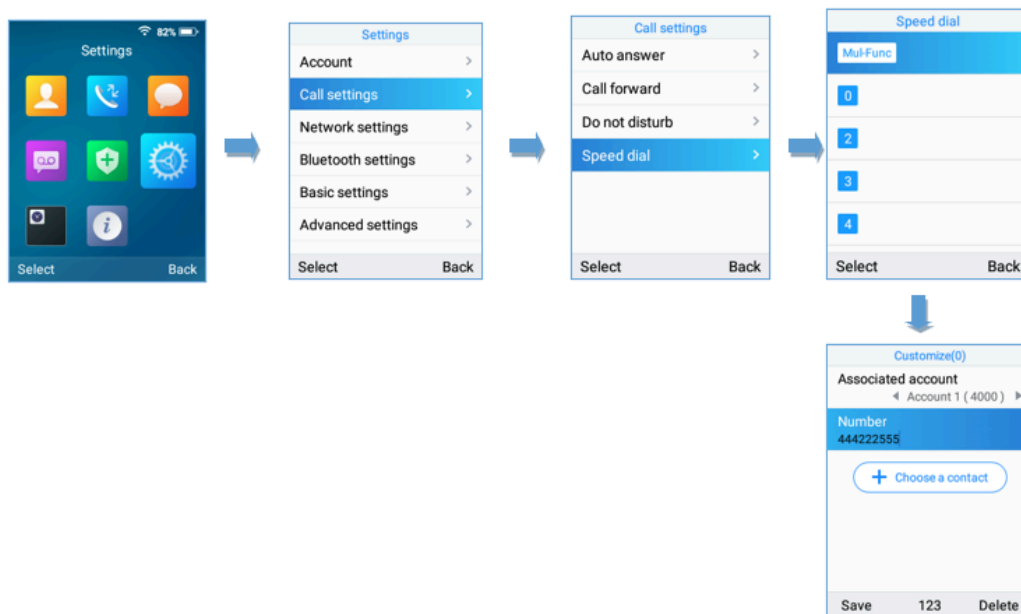 82%
Settings
Select Back
Settings
Account
Call settings
Network settings
Bluetooth settings
Basic settings
Advanced settings
Select Back
Call settings
Auto answer
Call forward
Do not disturb
Speed dial
Select Back
Speed dial
Mul-Func
0
2
3
4
Select Back
Customize(0)
Associated account
Account 1 ( 4000 )
Number
444222555
+ Choose a contact
Save 123 Delete